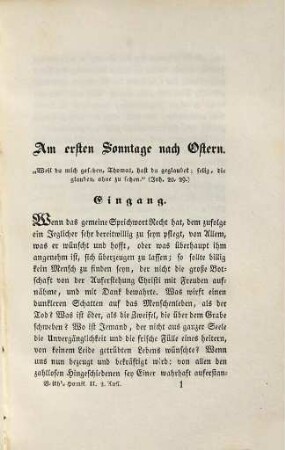 Am ersten Sonntage nach Ostern.
„Weil du mich gesehen, Thomas, hast du geglaubet; selig, die
glauben, ohne zu sehen.“ (Joh. 20. 29.)
Eingang.
Wenn das gemeine Sprichwort Recht hat, dem zufolge
ein Jeglicher sehr bereitwillig zu seyn pflegt, von Allem,
was er wünscht und hofft, oder was überhaupt ihm
angenehm ist, sich überzeugen zu lassen; so sollte billig
kein Mensch zu finden seyn, der nicht die große Bot-
schaft von der Auferstehung Christi mit Freuden auf-
nähme, und mit Dank bewahrte. Was wirft einen
dunkleren Schatten auf das Menschenleben, als der
Tod? Was ist öder, als die Zweifel, die über dem Grabe
schweben? Wo ist Jemand, der nicht aus ganzer Seele
die Unvergänglichkeit und die frische Fülle eines heitern,
von keinem Leide getrübten Lebens wünschte? Wenn
uns nun bezeugt und bekräftigt wird: von allen den
zahllosen Hingeschiedenen sey Einer wahrhaft auferstan-
Homil. II. 2. Aufl. 1